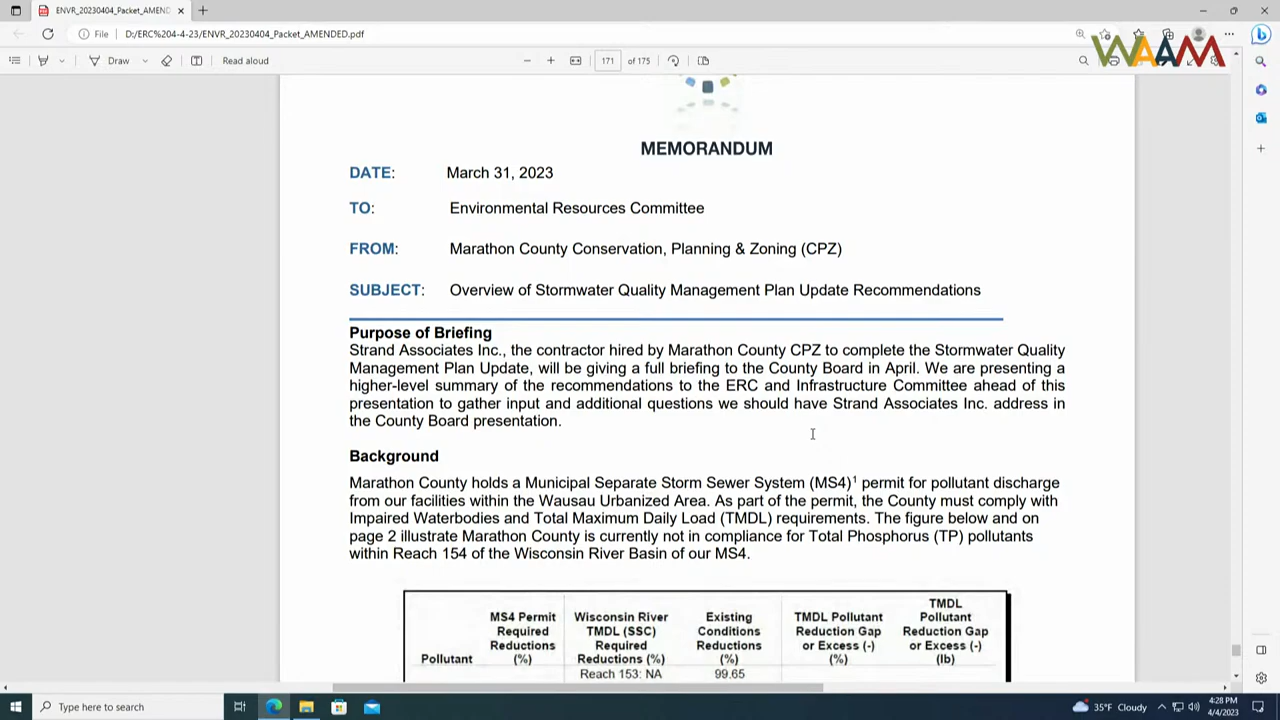 ENVR_20230404_Packet_AMENDED.
File D:/ERC%204-4-23/ENVR_20230404_Packet_AMENDED.pdf
WAAM
Draw Read aloud 171 of 175
MEMORANDUM
DATE: March 31, 2023
TO: Environmental Resources Committee
FROM: Marathon County Conservation, Planning & Zoning (CPZ)
SUBJECT: Overview of Stormwater Quality Management Plan Update Recommendations
Purpose of Briefing
Strand Associates Inc., the contractor hired by Marathon County CPZ to complete the Stormwater Quality
Management Plan Update, will be giving a full briefing to the County Board in April. We are presenting a
higher-level summary of the recommendations to the ERC and Infrastructure Committee ahead of this
presentation to gather input and additional questions we should have Strand Associates Inc. address in
the County Board presentation.
Background
Marathon County holds a Municipal Separate Storm Sewer System (MS4)¹ permit for pollutant discharge
from our facilities within the Wausau Urbanized Area. As part of the permit, the County must comply with
Impaired Waterbodies and Total Maximum Daily Load (TMDL) requirements. The figure below and on
page 2 illustrate Marathon County is currently not in compliance for Total Phosphorus (TP) pollutants
within Reach 154 of the Wisconsin River Basin of our MS4.
TMDL
MS4 Permit Wisconsin River Existing TMDL Pollutant Pollutant
Required TMDL (SSC) Conditions Reduction Gap Reduction Gap
Reductions Required Reductions or Excess (-) or Excess (-)
Pollutant (%) Reductions (%) (%) (%) (lb)
Reach 153: NA 99.65
Type here to search 35°F Cloudy 4:28 PM
4/4/2023